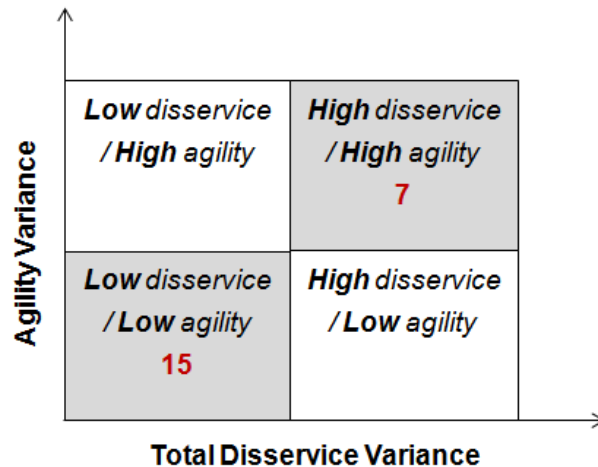 Agility Variance
Low disservice
/ High agility
High disservice
/ High agility
7
Low disservice
/ Low agility
15
High disservice
/ Low agility
Total Disservice Variance